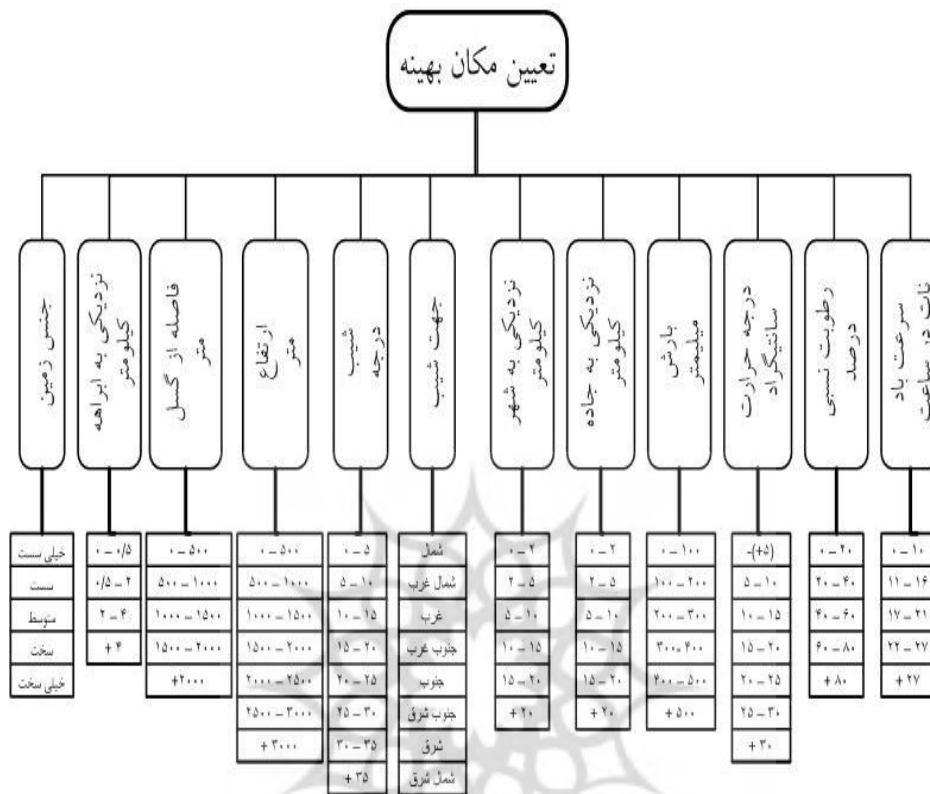 تعیین مکان بهینه
سرعت باد
نات در ساعت
۰ – ۱۰
۱۱ – ۱۶
۱۷ – ۲۱
۲۲ – ۲۷
+ ۲۷
رطوبت نسبی
درصد
۰ – ۲۰
۲۰ – ۴۰
۴۰ – ۶۰
۶۰ – ۸۰
+ ۸۰
درجه حرارت
سانتیگراد
-(+۵)
۵ – ۱۰
۱۰ – ۱۵
۱۵ – ۲۰
۲۰ – ۲۵
۲۵ – ۳۰
+ ۳۰
بارش
میلیمتر
۰ – ۱۰۰
۱۰۰ – ۲۰۰
۲۰۰ – ۳۰۰
۳۰۰-۴۰۰
۴۰۰ – ۵۰۰
+ ۵۰۰
نزدیکی به جاده
کیلومتر
۰ – ۲
۲ – ۵
۵ – ۱۰
۱۰ – ۱۵
۱۵ – ۲۰
+ ۲۰
نزدیکی به شهر
کیلومتر
۰ – ۲
۲ – ۵
۵ – ۱۰
۱۰ – ۱۵
۱۵ – ۲۰
+ ۲۰
جهت شیب
شمال
شمال غرب
غرب
جنوب غرب
جنوب
جنوب شرق
شرق
شمال شرق
شیب
درجه
۰ – ۵
۵ – ۱۰
۱۰ – ۱۵
۱۵ – ۲۰
۲۰ – ۲۵
۲۵ – ۳۰
۳۰ – ۳۵
+ ۳۵
ارتفاع
متر
۰ – ۵۰۰
۵۰۰ – ۱۰۰۰
۱۰۰۰ – ۱۵۰۰
۱۵۰۰ – ۲۰۰۰
۲۰۰۰ – ۲۵۰۰
۲۵۰۰ – ۳۰۰۰
+ ۳۰۰۰
فاصله از گسل
متر
۰ – ۵۰۰
۵۰۰ – ۱۰۰۰
۱۰۰۰ – ۱۵۰۰
۱۵۰۰ – ۲۰۰۰
+۲۰۰۰
نزدیکی به ابراهه
کیلومتر
۰ – ۰/۵
۰/۵ – ۲
۲ – ۴
+ ۴
جنس زمین
خیلی سست
سست
متوسط
سخت
خیلی سخت